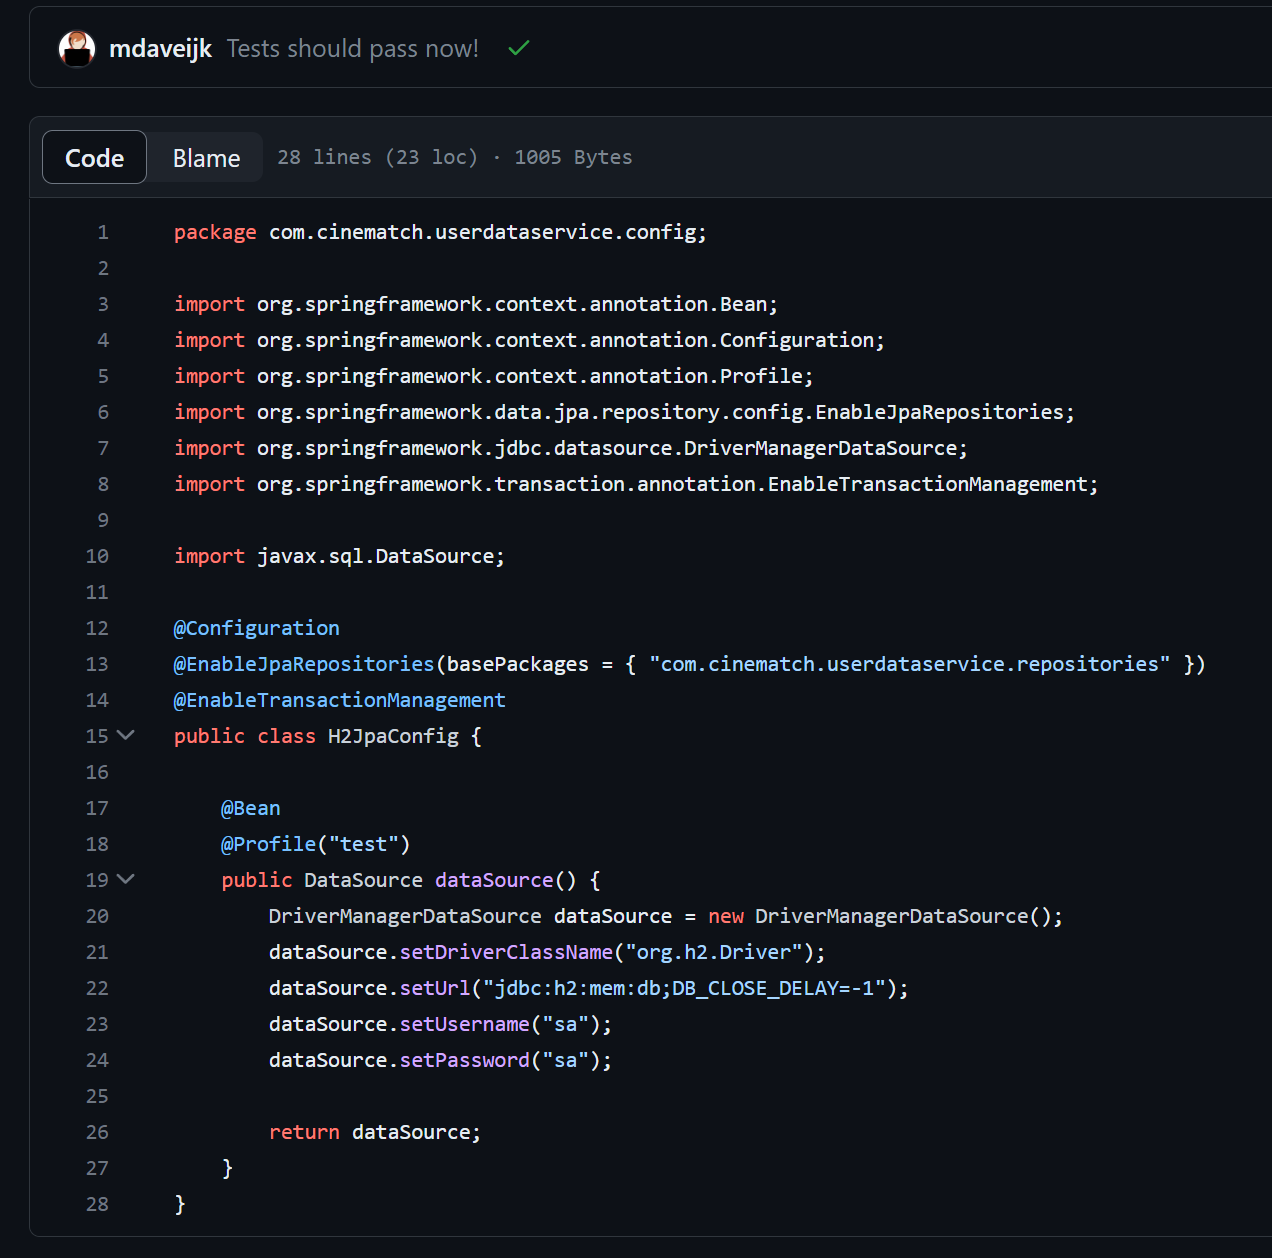 mdaveijk Tests should pass now!
Code Blame 28 lines (23 loc) · 1005 Bytes
1 package com.cinematch.userdataservice.config;
2
3 import org.springframework.context.annotation.Bean;
4 import org.springframework.context.annotation.Configuration;
5 import org.springframework.context.annotation.Profile;
6 import org.springframework.data.jpa.repository.config.EnableJpaRepositories;
7 import org.springframework.jdbc.datasource.DriverManagerDataSource;
8 import org.springframework.transaction.annotation.EnableTransactionManagement;
9
10 import javax.sql.DataSource;
11
12 @Configuration
13 @EnableJpaRepositories(basePackages = { "com.cinematch.userdataservice.repositories" })
14 @EnableTransactionManagement
15 public class H2JpaConfig {
16
17 @Bean
18 @Profile("test")
19 public DataSource dataSource() {
20 DriverManagerDataSource dataSource = new DriverManagerDataSource();
21 dataSource.setDriverClassName("org.h2.Driver");
22 dataSource.setUrl("jdbc:h2:mem:db;DB_CLOSE_DELAY=-1");
23 dataSource.setUsername("sa");
24 dataSource.setPassword("sa");
25
26 return dataSource;
27 }
28 }